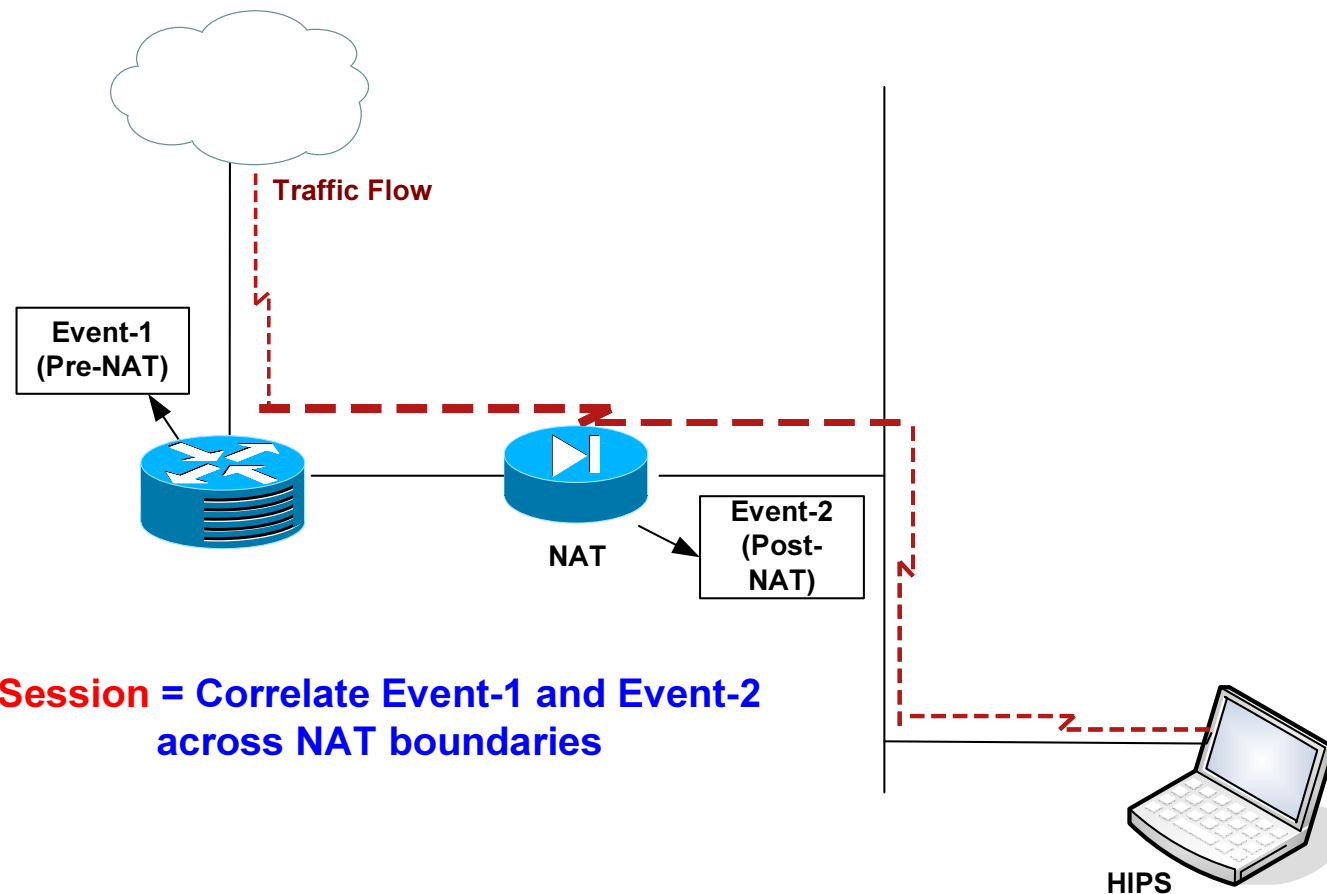 Traffic Flow
Event-1
(Pre-NAT)
NAT
Event-2
(Post-
NAT)
Session = Correlate Event-1 and Event-2
across NAT boundaries
HIPS